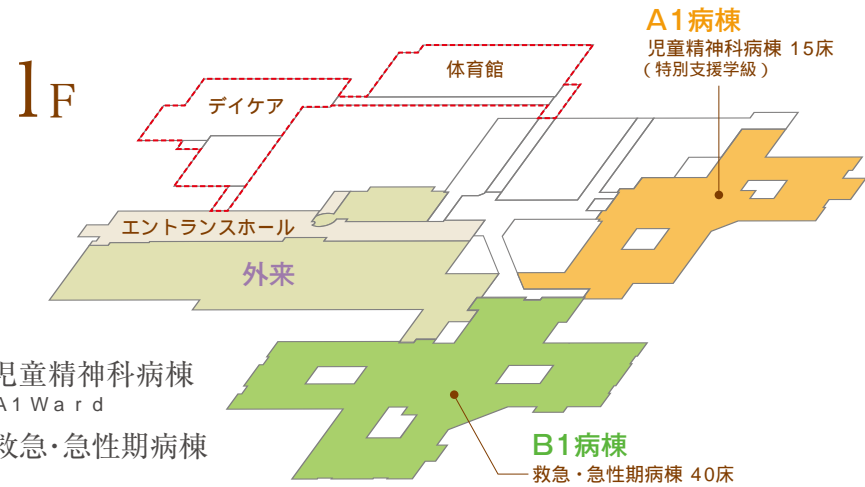 1F
A1病棟
児童精神科病棟 15床
(特別支援学級)
体育館
デイケア
エントランスホール
外来
児童精神科病棟
A1 Ward
救急・急性期病棟
B1病棟
救急・急性期病棟 40床